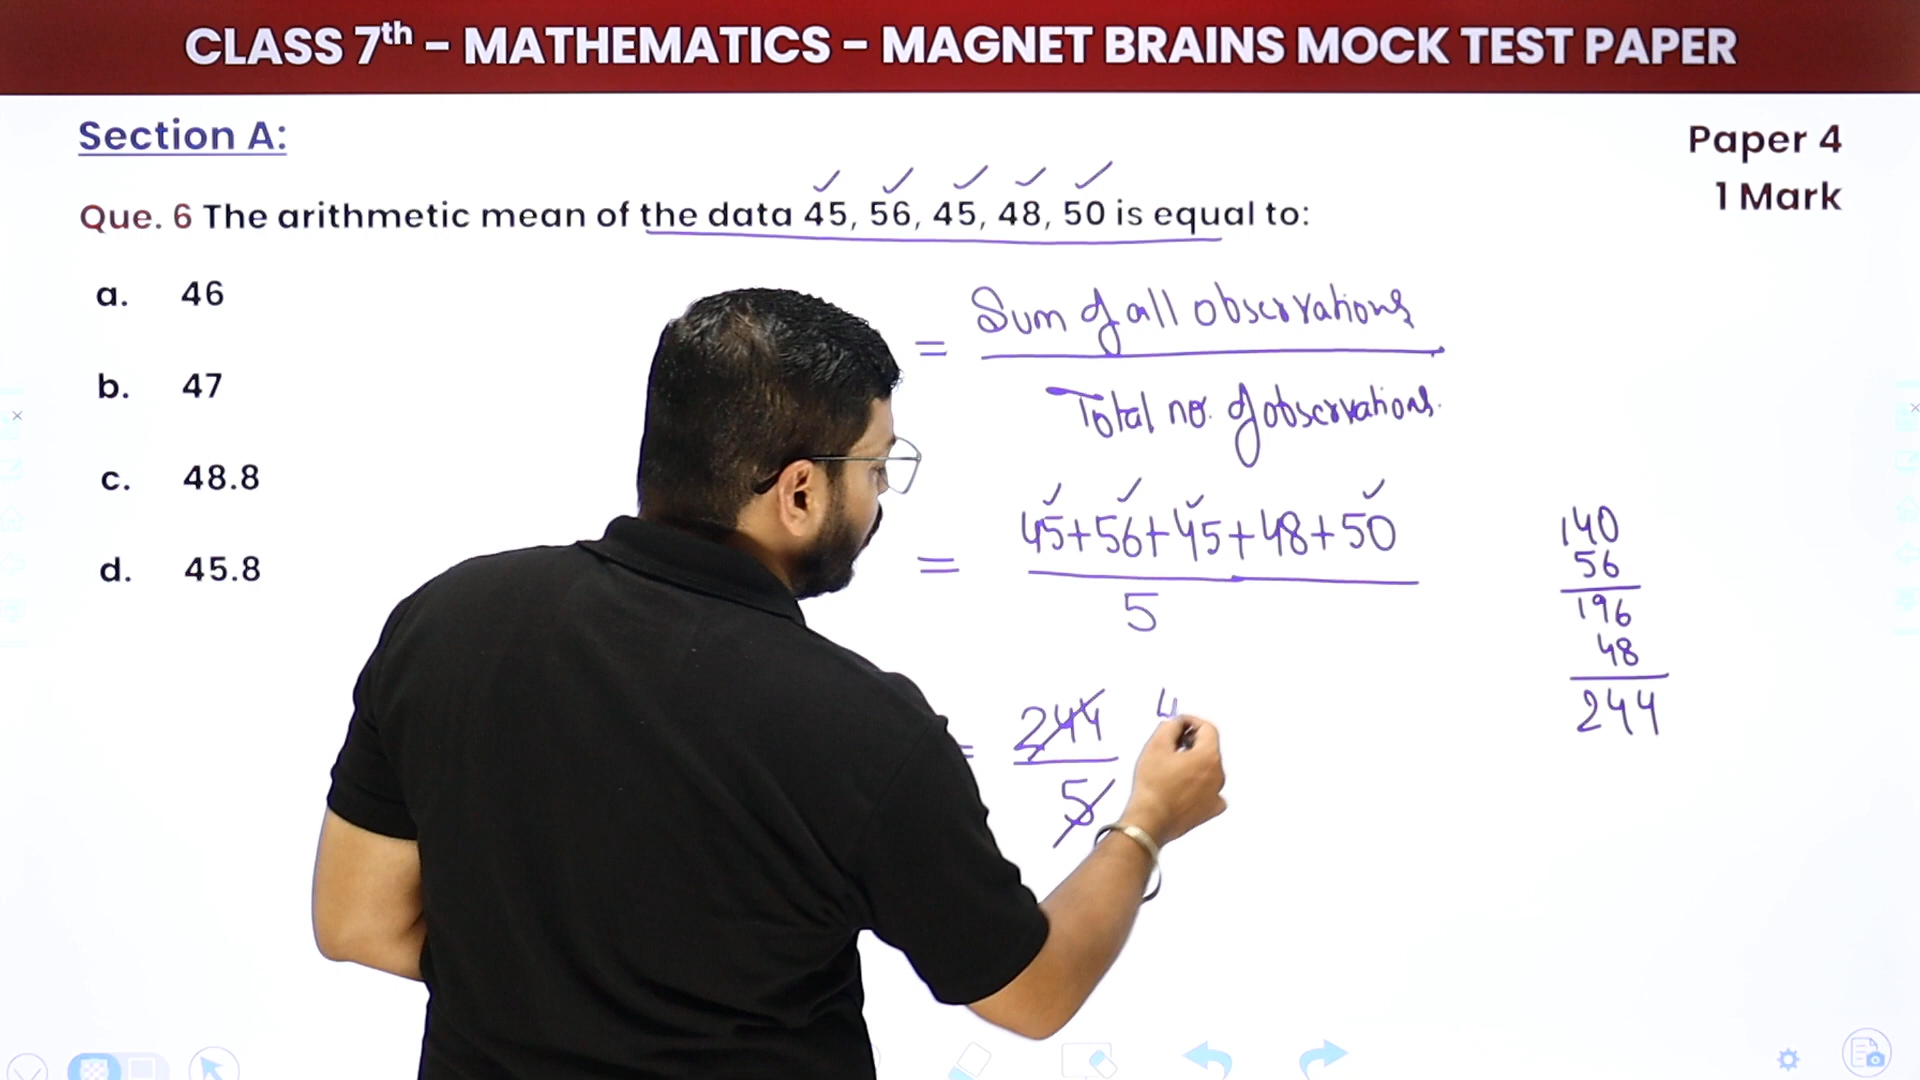 CLASS 7th – MATHEMATICS – MAGNET BRAINS MOCK TEST PAPER
Section A:
Paper 4
1 Mark
Que. 6 The arithmetic mean of the data 45, 56, 45, 48, 50 is equal to:
a. 46
b. 47
c. 48.8
d. 45.8
= Sum of all observations
Total no. of observations.
= 45+56+45+48+50
5
= 244 4
5
140
56
196
48
244